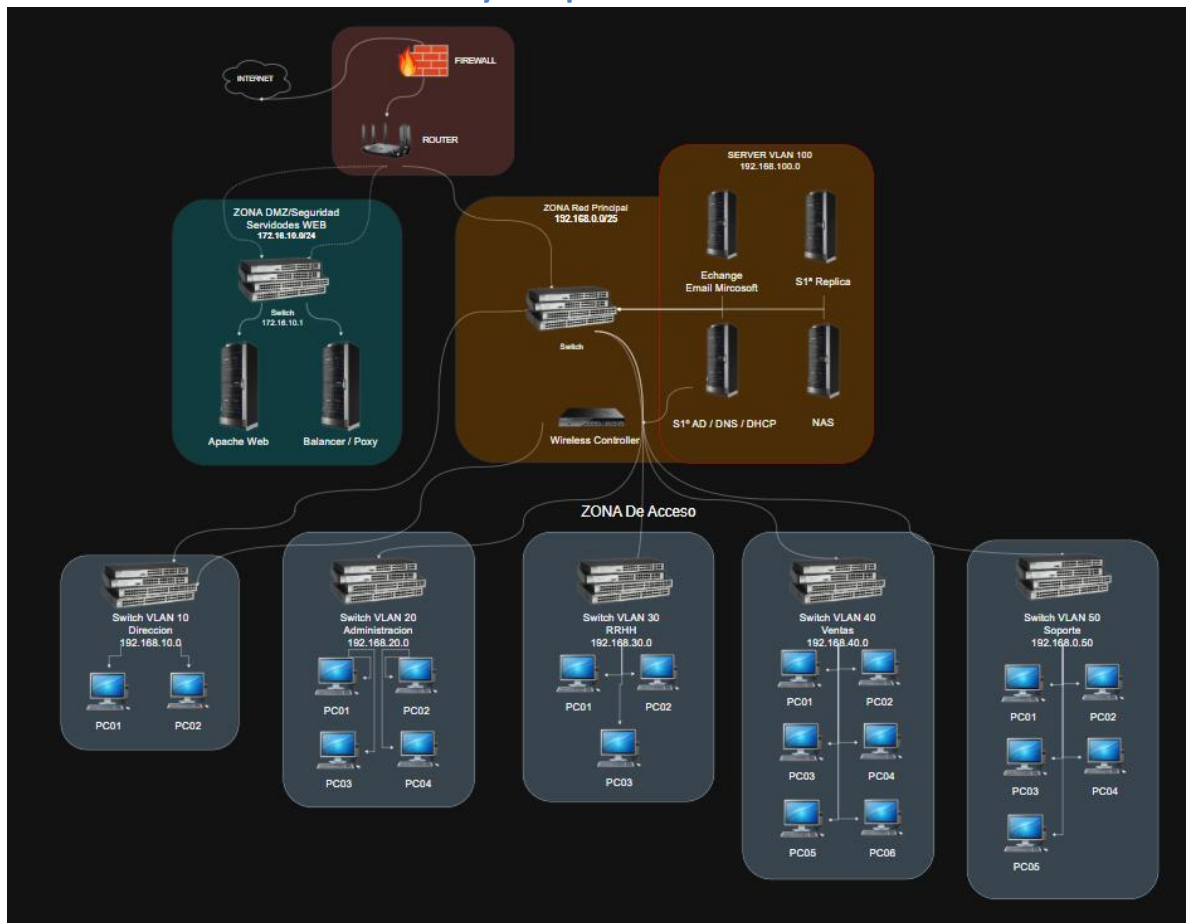 INTERNET
FIREWALL
ROUTER
SERVER VLAN 100
192.168.100.0
ZONA DMZ/Seguridad
Servidodes WEB
172.16.10.0/24
ZONA Red Principal
192.168.0.0/25
Echange
Email Mircosoft
S1ª Replica
Switch
172.16.10.1
Switch
Apache Web
Balancer / Poxy
Wireless Controller
S1ª AD / DNS / DHCP
NAS
ZONA De Acceso
Switch VLAN 10
Direccion
192.168.10.0
PC01
PC02
Switch VLAN 20
Administracion
192.168.20.0
PC01
PC02
PC03
PC04
Switch VLAN 30
RRHH
192.168.30.0
PC01
PC02
PC03
Switch VLAN 40
Ventas
192.168.40.0
PC01
PC02
PC03
PC04
PC05
PC06
Switch VLAN 50
Soporte
192.168.0.50
PC01
PC02
PC03
PC04
PC05